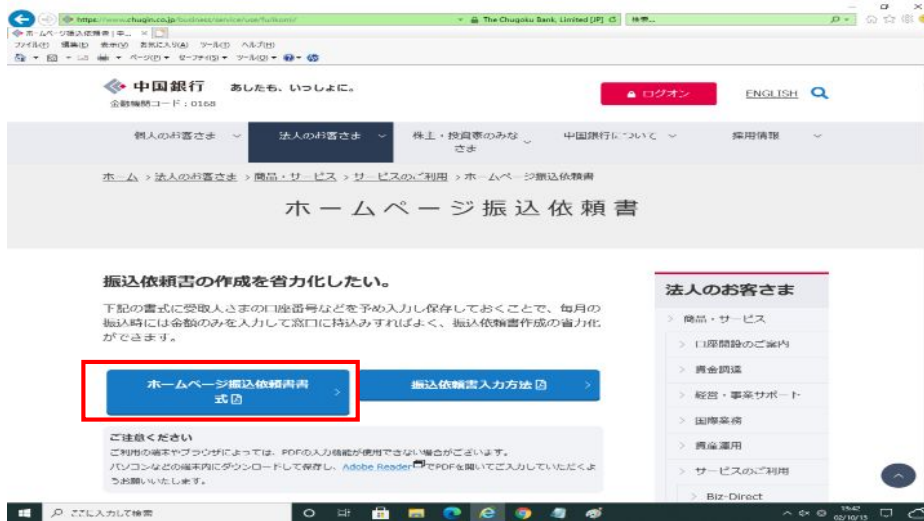 https://www.chugin.co.jp/business/service/use/furikomi/
The Chugoku Bank, Limited [JP]
検索...
ホームページ振込依頼書 | 中...
ファイル(F) 編集(E) 表示(V) お気に入り(A) ツール(T) ヘルプ(H)
ページ(P) セーフティ(S) ツール(O)
中国銀行 あしたも、いっしょに。
金融機関コード：0168
ログオン
ENGLISH
個人のお客さま
法人のお客さま
株主・投資家のみなさま
中国銀行について
採用情報
ホーム > 法人のお客さま > 商品・サービス > サービスのご利用 > ホームページ振込依頼書
ホームページ振込依頼書
振込依頼書の作成を省力化したい。
下記の書式に受取人さまの口座番号などを予め入力し保存しておくことで、毎月の
振込時には金額のみを入力して窓口に持込みすればよく、振込依頼書作成の省力化
ができます。
ホームページ振込依頼書書
式
振込依頼書入力方法
ご注意ください
ご利用の端末やブラウザによっては、PDFの入力機能が使用できない場合がございます。
パソコンなどの端末内にダウンロードして保存し、Adobe ReaderでPDFを開いてご入力していただくよ
うお願いいたします。
法人のお客さま
商品・サービス
口座開設のご案内
資金調達
経営・事業サポート
国際業務
資産運用
サービスのご利用
Biz-Direct
ここに入力して検索
15:42
02/10/15